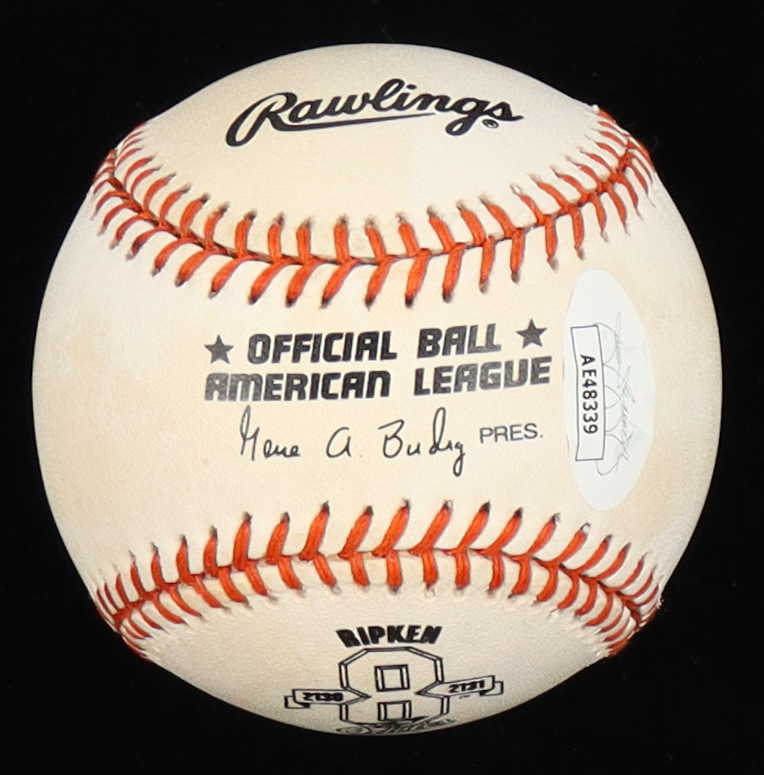 Rawlings®
★ OFFICIAL BALL ★
AMERICAN LEAGUE
Gene A. Budig PRES.
AE48339
RIPKEN
8
2130 2131